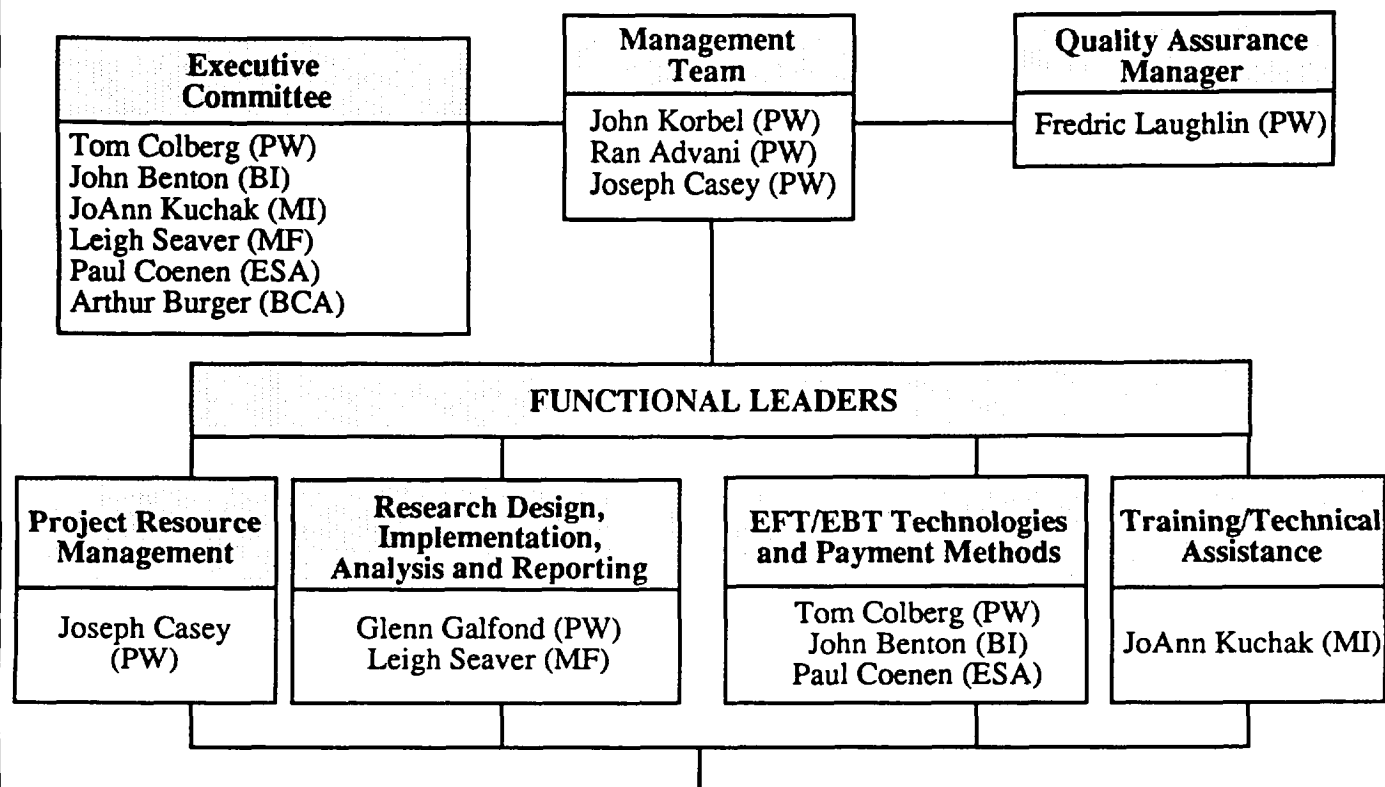 Executive
Committee
Tom Colberg (PW)
John Benton (BI)
JoAnn Kuchak (MI)
Leigh Seaver (MF)
Paul Coenen (ESA)
Arthur Burger (BCA)
Management
Team
John Korbel (PW)
Ran Advani (PW)
Joseph Casey (PW)
Quality Assurance
Manager
Fredric Laughlin (PW)
FUNCTIONAL LEADERS
Project Resource
Management
Joseph Casey
(PW)
Research Design,
Implementation,
Analysis and Reporting
Glenn Galfond (PW)
Leigh Seaver (MF)
EFT/EBT Technologies
and Payment Methods
Tom Colberg (PW)
John Benton (BI)
Paul Coenen (ESA)
Training/Technical
Assistance
JoAnn Kuchak (MI)